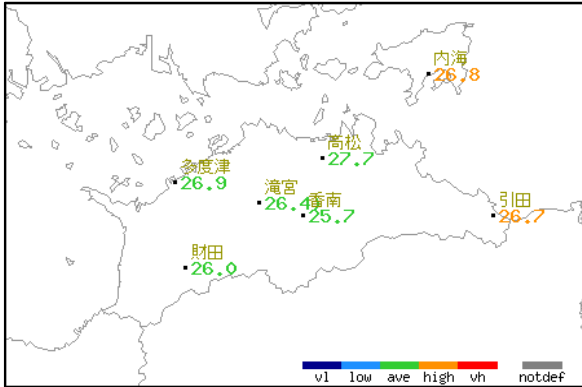 内海
26.8
高松
27.7
多度津
26.9
滝宮
26.4
香南
25.7
引田
26.7
財田
26.0
vl low ave high vh notdef